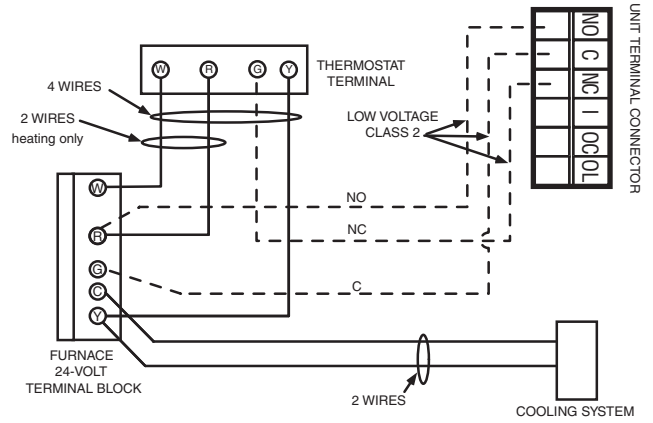 W R G Y
THERMOSTAT
TERMINAL
4 WIRES
2 WIRES
heating only
LOW VOLTAGE
CLASS 2
NO
C
NC
I
OC
OL
UNIT TERMINAL CONNECTOR
W
R
G
C
Y
NO
NC
C
FURNACE
24-VOLT
TERMINAL BLOCK
2 WIRES
COOLING SYSTEM